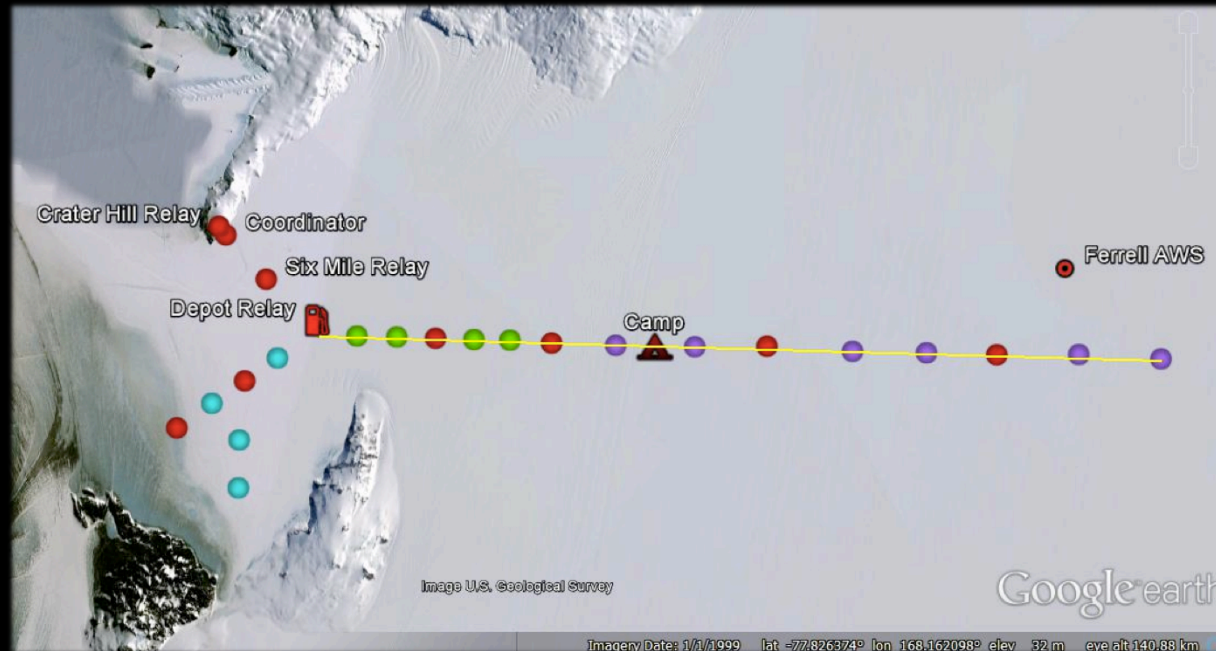 Crater Hill Relay
Coordinator
Six Mile Relay
Ferrell AWS
Depot Relay
Camp
Image U.S. Geological Survey
Google earth
Imagery Date: 1/1/1999 lat -77.826374° lon 168.162098° elev 32 m eye alt 140.88 km